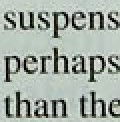 suspens
perhaps
than the